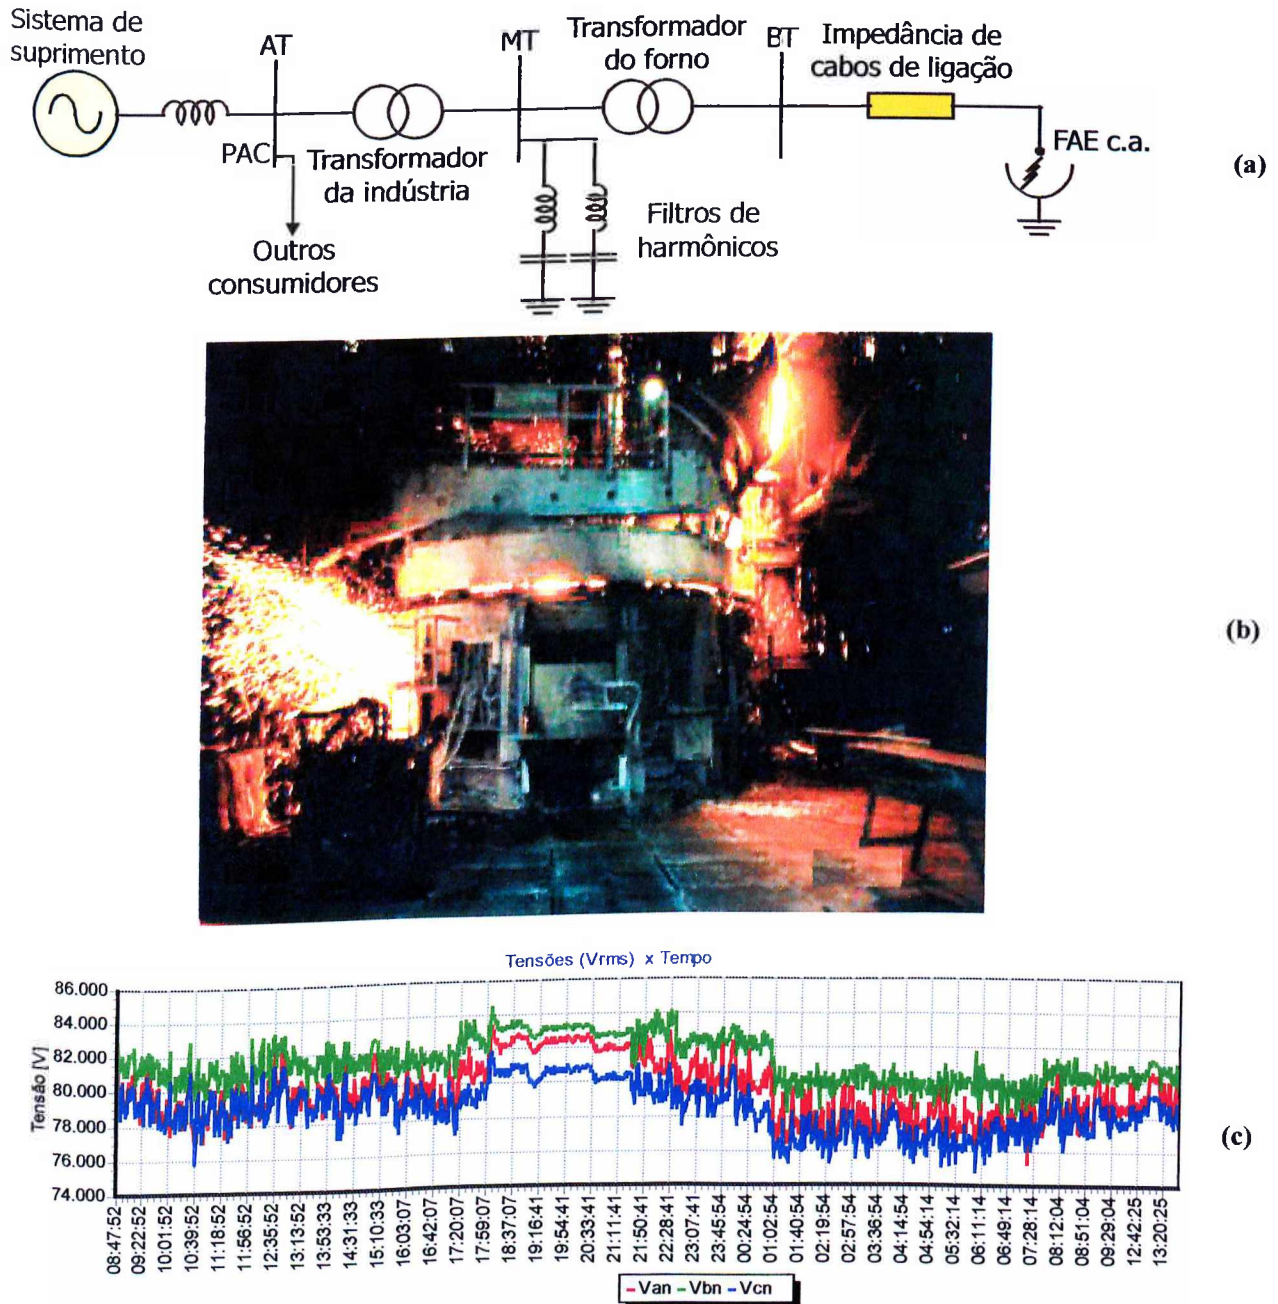 Sistema de
suprimento
AT
MT
Transformador
do forno
BT
Impedância de
cabos de ligação
PAC
Transformador
da indústria
FAE c.a.
(a)
Outros
consumidores
Filtros de
harmônicos
(b)
Tensões (Vrms) x Tempo
Tensão [V]
86.000
84.000
82.000
80.000
78.000
76.000
74.000
(c)
08:47:52
09:22:52
10:01:52
10:39:52
11:18:52
11:56:52
12:35:52
13:13:52
13:53:33
14:31:33
15:10:33
16:03:07
16:42:07
17:20:07
17:59:07
18:37:07
19:16:41
19:54:41
20:33:41
21:11:41
21:50:41
22:28:41
23:07:41
23:45:54
00:24:54
01:02:54
01:40:54
02:19:54
02:57:54
03:36:54
04:14:54
04:54:14
05:32:14
06:11:14
06:49:14
07:28:14
08:12:04
08:51:04
09:29:04
12:42:25
13:20:25
Van Vbn Vcn